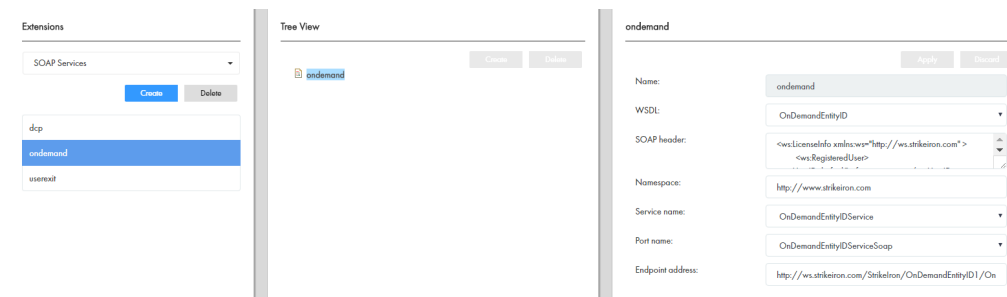 Extensions
SOAP Services
Create Delete
dcp
ondemand
userexit
Tree View
Create Delete
ondemand
ondemand
Apply Discard
Name: ondemand
WSDL: OnDemandEntityID
SOAP header: <ws:LicenseInfo xmlns:ws="http://ws.strikeiron.com" >
<ws:RegisteredUser>
Namespace: http://www.strikeiron.com
Service name: OnDemandEntityIDService
Port name: OnDemandEntityIDServiceSoap
Endpoint address: http://ws.strikeiron.com/StrikeIron/OnDemandEntityID1/On